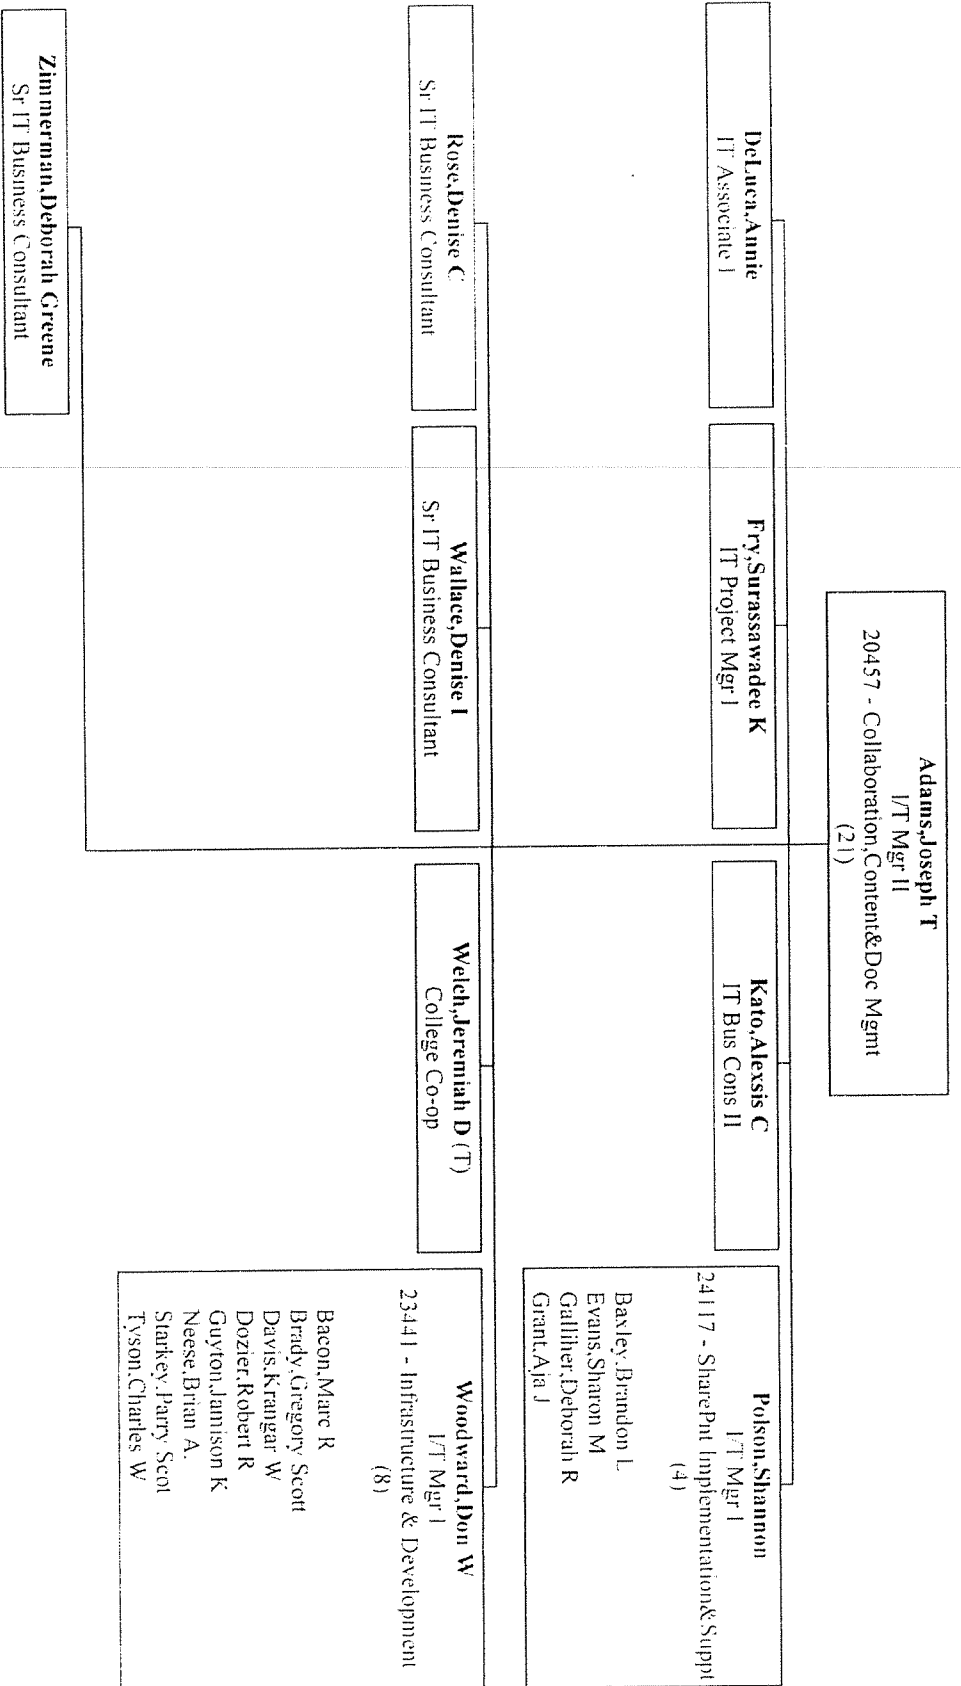 Adams,Joseph T
I/T Mgr II
20457 - Collaboration,Content&Doc Mgmt
(21)
DeLuca,Annie
IT Associate I
Fry,Surassawadee K
IT Project Mgr I
Kato,Alexsis C
IT Bus Cons II
Polson,Shannon
I/T Mgr I
24117 - SharePnt Implementation&Suppt
(4)
Baxley,Brandon L
Evans,Sharon M
Galliher,Deborah R
Grant,Aja J
Rose,Denise C
Sr IT Business Consultant
Wallace,Denise I
Sr IT Business Consultant
Welch,Jeremiah D (T)
College Co-op
Woodward,Don W
I/T Mgr I
23441 - Infrastructure & Development
(8)
Bacon,Marc R
Brady,Gregory Scott
Davis,Krangar W
Dozier,Robert R
Guyton,Jamison K
Neese,Brian A.
Starkey,Parry Scot
Tyson,Charles W
Zimmerman,Deborah Greene
Sr IT Business Consultant